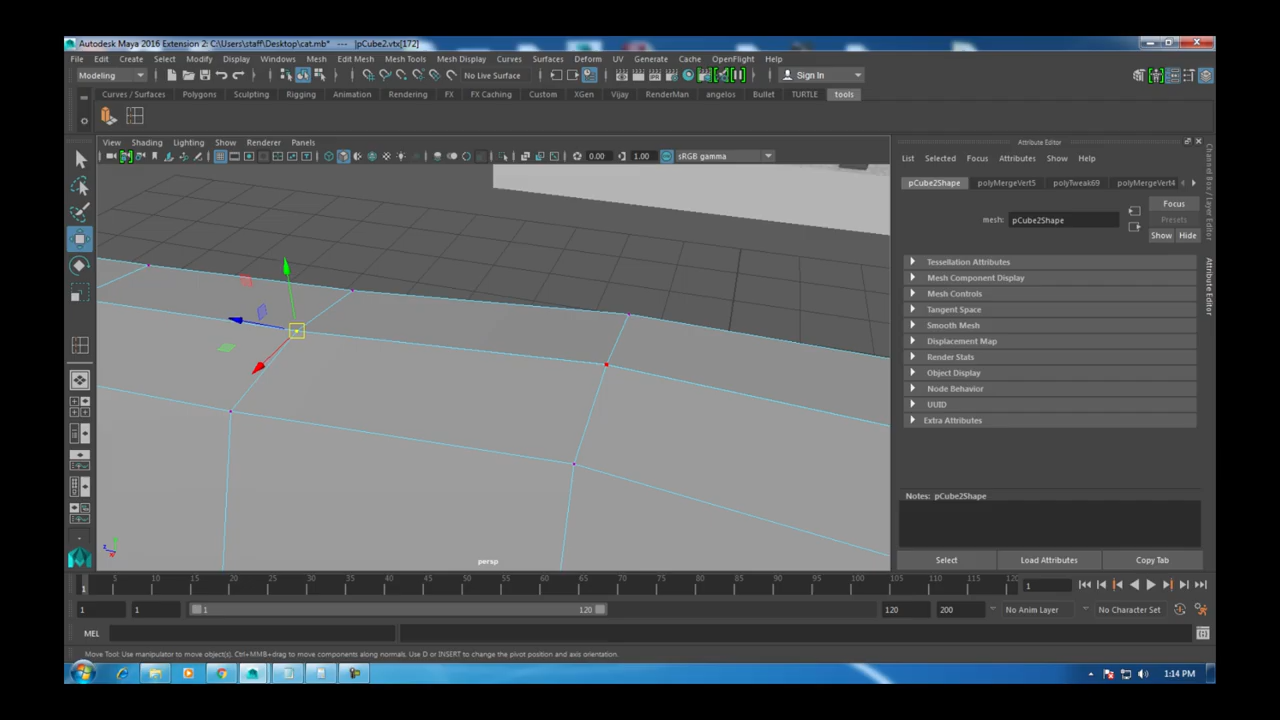 Autodesk Maya 2016 Extension 2: C:\Users\staff\Desktop\cat.mb* --- |pCube2.vtx[172]
File Edit Create Select Modify Display Windows Mesh Edit Mesh Mesh Tools Mesh Display Curves Surfaces Deform UV Generate Cache OpenFlight Help
Modeling No Live Surface Sign In
Curves / Surfaces Polygons Sculpting Rigging Animation Rendering FX FX Caching Custom XGen Vijay RenderMan angelos Bullet TURTLE tools
View Shading Lighting Show Renderer Panels
0.00 1.00 sRGB gamma
Attribute Editor
List Selected Focus Attributes Show Help
pCube2Shape polyMergeVert5 polyTweak69 polyMergeVert4
Focus
mesh: pCube2Shape
Presets
Show Hide
Tessellation Attributes
Mesh Component Display
Mesh Controls
Tangent Space
Smooth Mesh
Displacement Map
Render Stats
Object Display
Node Behavior
UUID
Extra Attributes
Notes: pCube2Shape
Select Load Attributes Copy Tab
Channel Box / Layer Editor
Attribute Editor
persp
1 5 10 15 20 25 30 35 40 45 50 55 60 65 70 75 80 85 90 95 100 105 110 115 120 1
1 1 1 120 120 200 No Anim Layer No Character Set
MEL
Move Tool: Use manipulator to move object(s). Ctrl+MMB+drag to move components along normals. Use D or INSERT to change the pivot position and axis orientation.
1:14 PM